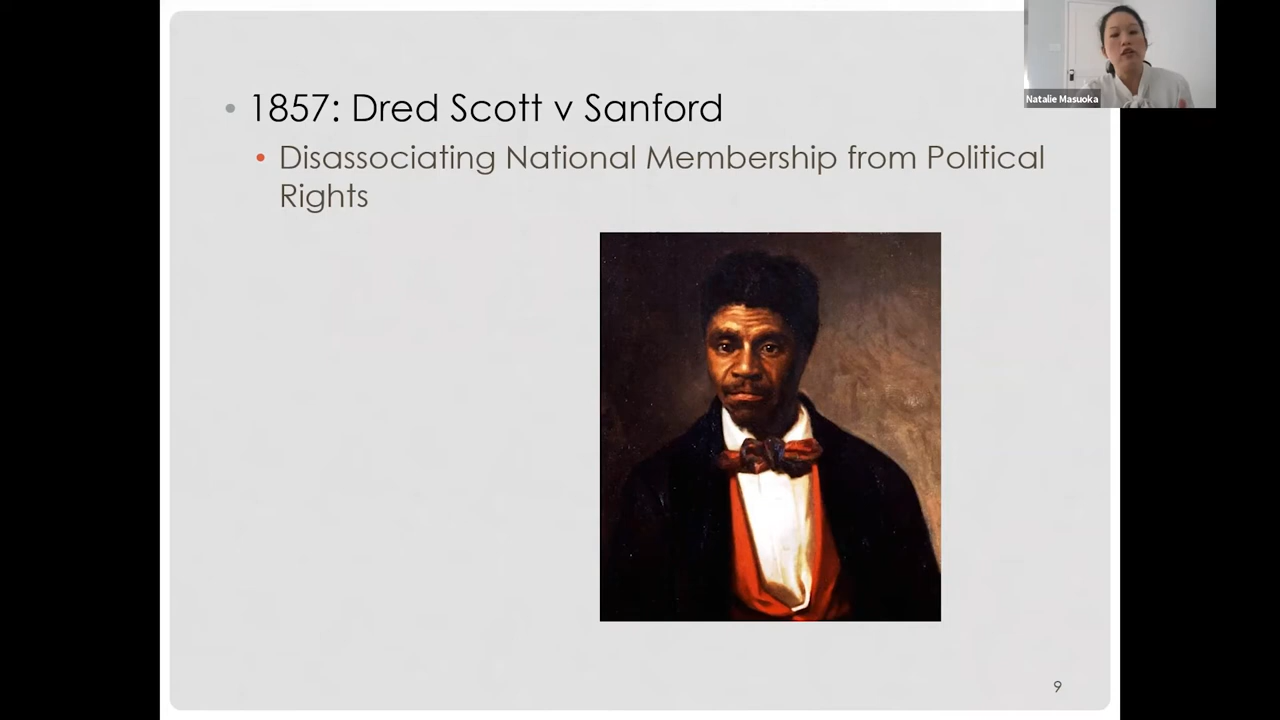 • 1857: Dred Scott v Sanford
• Disassociating National Membership from Political
Rights
Natalie Masuoka
9